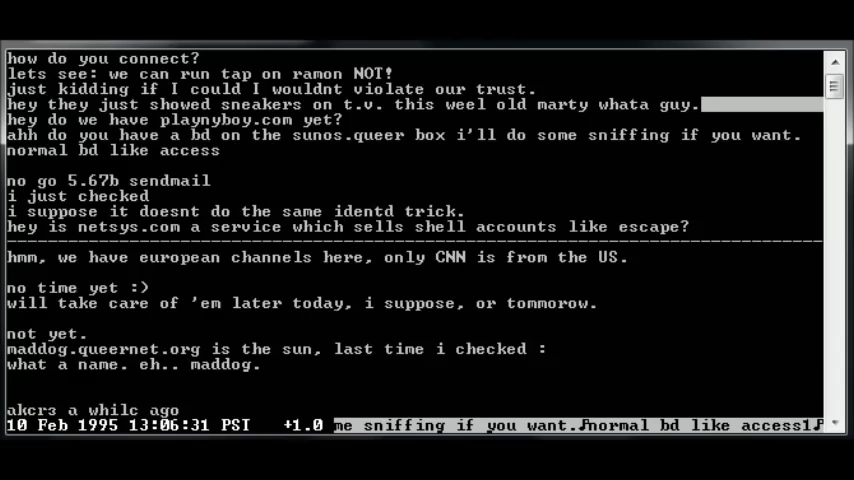 how do you connect?
lets see: we can run tap on ramon NOT!
just kidding if I could I wouldnt violate our trust.
hey they just showed sneakers on t.v. this weel old marty whata guy.
hey do we have playnyboy.com yet?
ahh do you have a bd on the sunos.queer box i'll do some sniffing if you want.
normal bd like access
no go 5.67b sendmail
i just checked
i suppose it doesnt do the same identd trick.
hey is netsys.com a service which sells shell accounts like escape?
hmm, we have european channels here, only CNN is from the US.
no time yet :)
will take care of 'em later today, i suppose, or tommorow.
not yet.
maddog.queernet.org is the sun, last time i checked :
what a name. eh.. maddog.
a while ago
10 Feb 1995 13:06:31 PST +1.0 me sniffing if you want.♪normal bd like access1♪